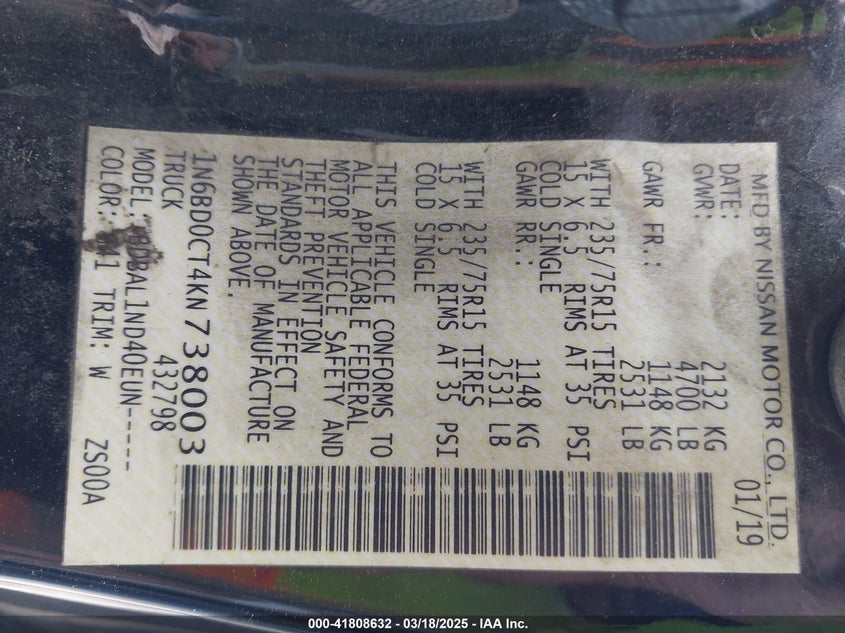 MFD BY NISSAN MOTOR CO., LTD.
DATE: 01/19
GVWR: 2132 KG
4700 LB
GAWR FR.: 1148 KG
2531 LB
WITH 235/75R15 TIRES
15 X 6.5 RIMS AT 35 PSI
COLD SINGLE
GAWR RR.: 1148 KG
2531 LB
WITH 235/75R15 TIRES
15 X 6.5 RIMS AT 35 PSI
COLD SINGLE
THIS VEHICLE CONFORMS TO
ALL APPLICABLE FEDERAL
MOTOR VEHICLE SAFETY AND
THEFT PREVENTION
STANDARDS IN EFFECT ON
THE DATE OF MANUFACTURE
SHOWN ABOVE.
1N6BD0CT4KN738003
TRUCK 432798
MODEL:
COLOR: TRIM: W ZS00A
000-41808632 - 03/18/2025 - IAA Inc.